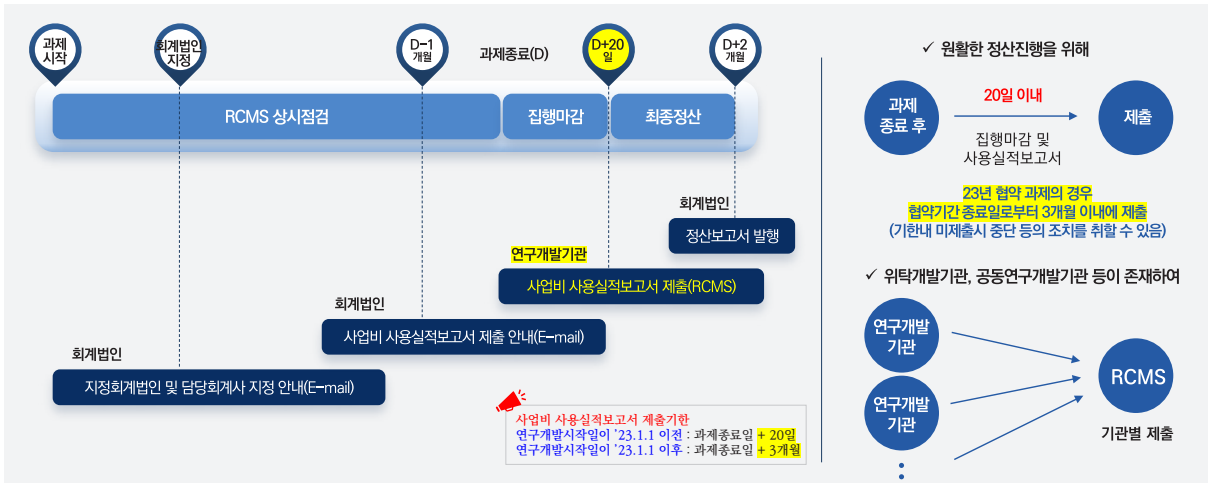 과제
시작
회계법인
지정
D-1
개월
과제종료(D)
D+20
일
D+2
개월
RCMS 상시점검
집행마감
최종정산
회계법인
정산보고서 발행
연구개발기관
사업비 사용실적보고서 제출(RCMS)
회계법인
사업비 사용실적보고서 제출 안내(E-mail)
회계법인
지정회계법인 및 담당회계사 지정 안내(E-mail)
사업비 사용실적보고서 제출기한
연구개발시작일이 '23.1.1 이전 : 과제종료일 + 20일
연구개발시작일이 '23.1.1 이후 : 과제종료일 + 3개월
✓ 원활한 정산진행을 위해
과제
종료 후
20일 이내
집행마감 및
사용실적보고서
제출
23년 협약 과제의 경우
협약기간 종료일로부터 3개월 이내에 제출
(기한내 미제출시 중단 등의 조치를 취할 수 있음)
✓ 위탁개발기관, 공동연구개발기관 등이 존재하여
연구개발
기관
연구개발
기관
RCMS
기관별 제출